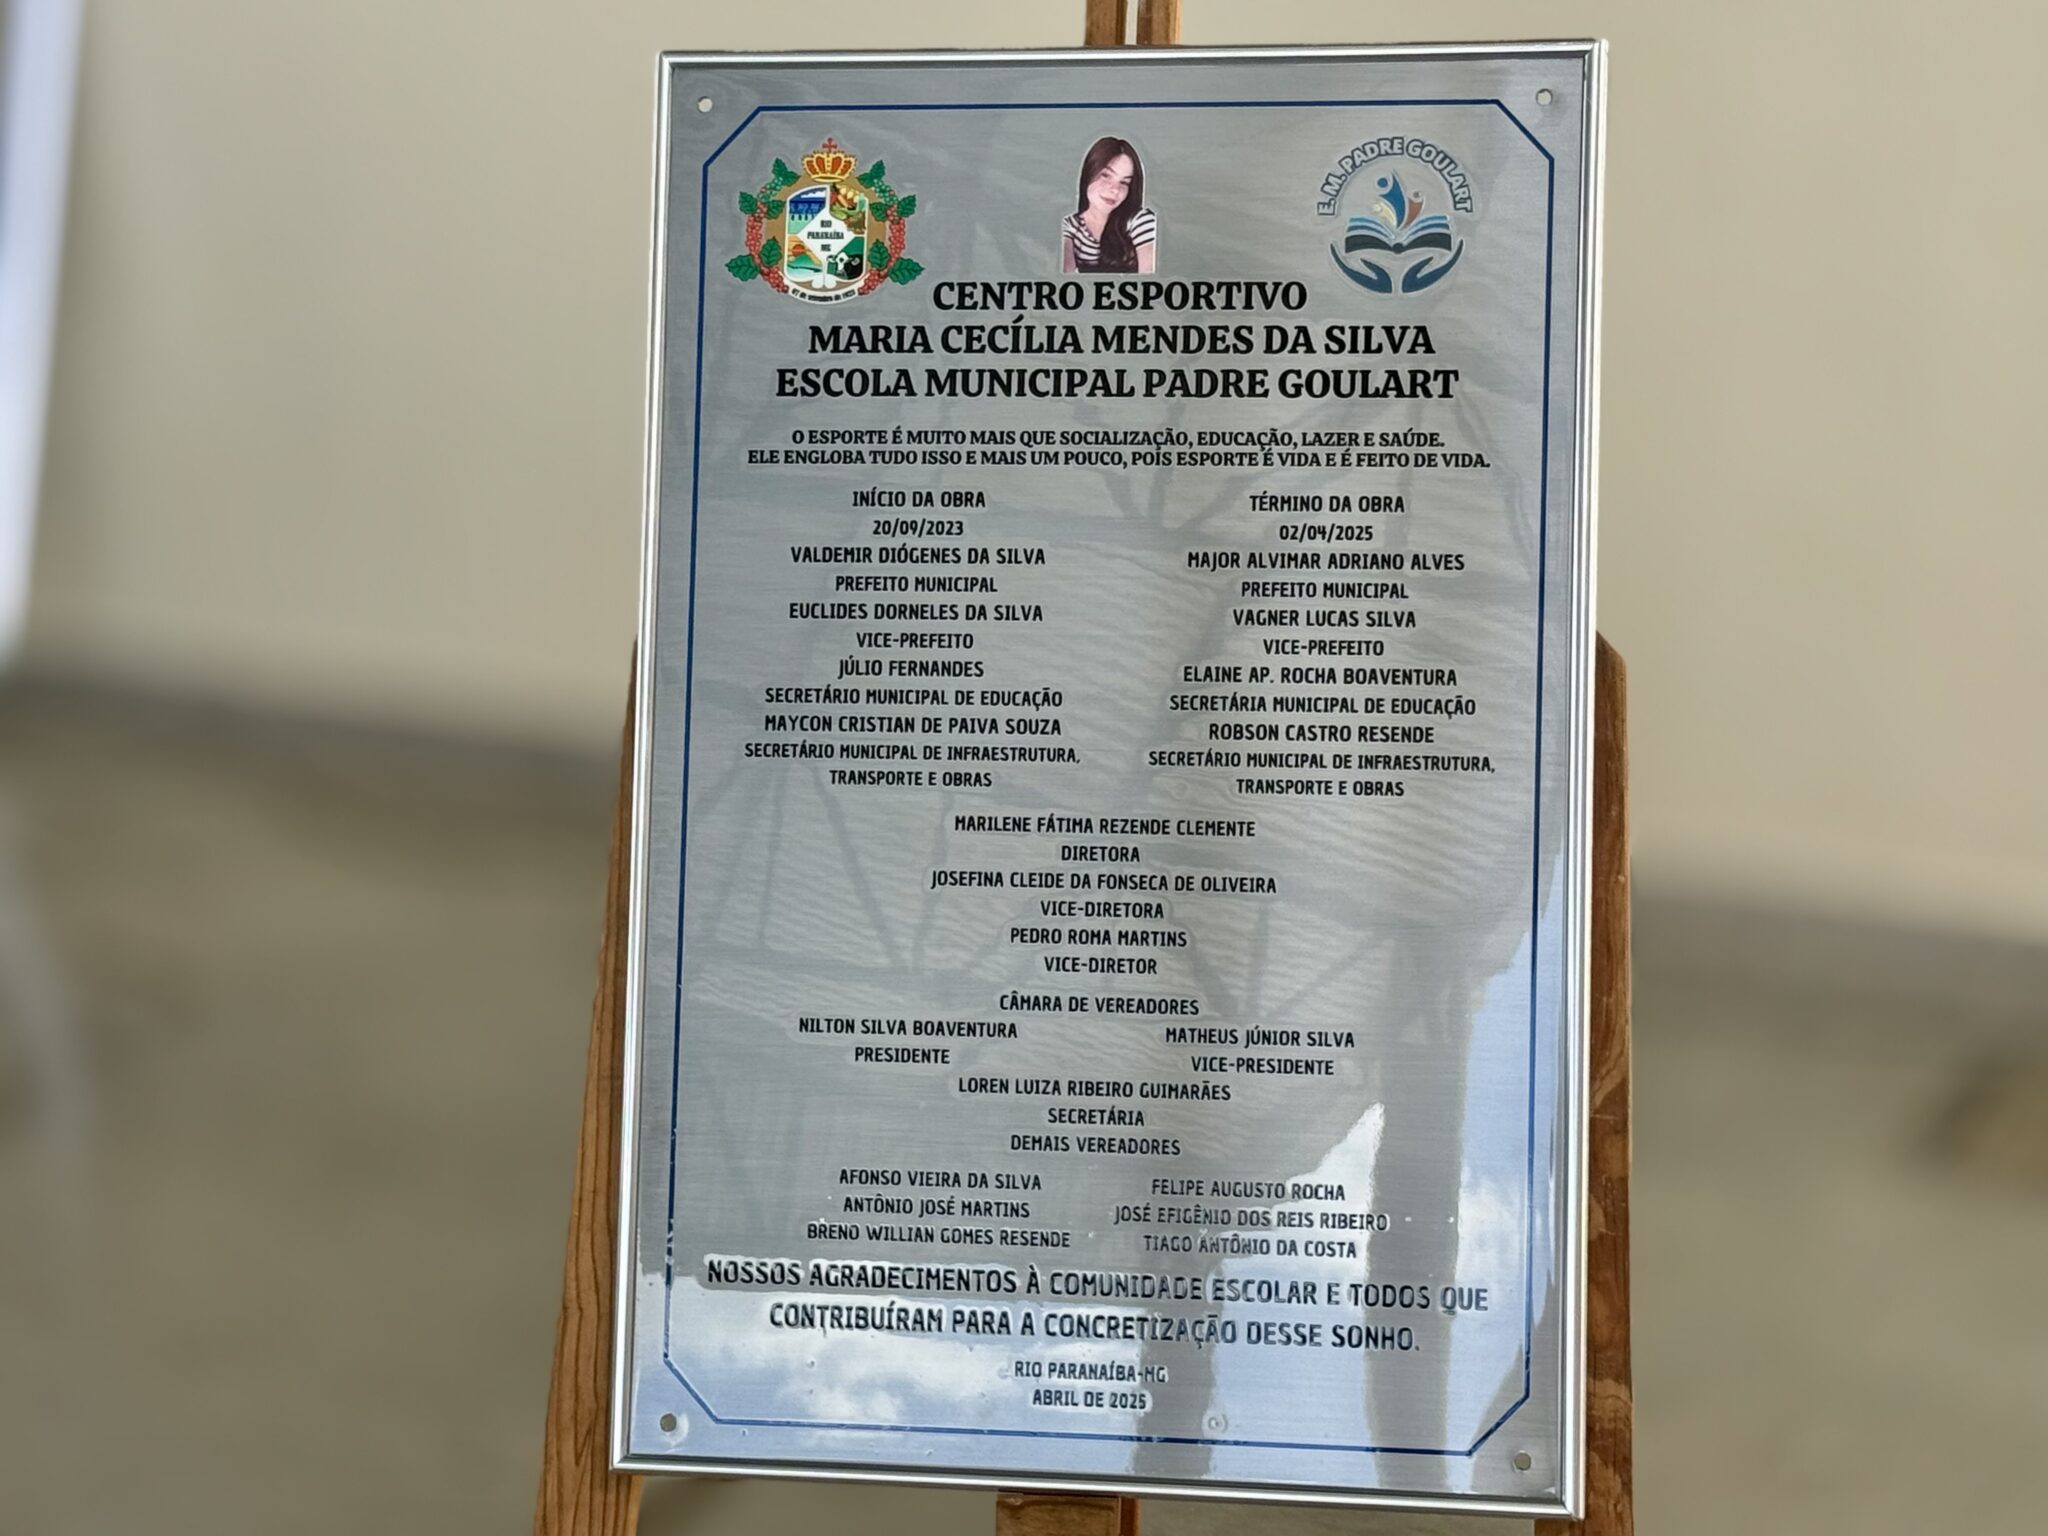 E. M. PADRE GOULART
RIO
PARANAÍBA
MG
CENTRO ESPORTIVO
MARIA CECÍLIA MENDES DA SILVA
ESCOLA MUNICIPAL PADRE GOULART
O ESPORTE É MUITO MAIS QUE SOCIALIZAÇÃO, EDUCAÇÃO, LAZER E SAÚDE.
ELE ENGLOBA TUDO ISSO E MAIS UM POUCO, POIS ESPORTE É VIDA E É FEITO DE VIDA.
INÍCIO DA OBRA
20/09/2023
VALDEMIR DIÓGENES DA SILVA
PREFEITO MUNICIPAL
EUCLIDES DORNELES DA SILVA
VICE-PREFEITO
JÚLIO FERNANDES
SECRETÁRIO MUNICIPAL DE EDUCAÇÃO
MAYCON CRISTIAN DE PAIVA SOUZA
SECRETÁRIO MUNICIPAL DE INFRAESTRUTURA,
TRANSPORTE E OBRAS
TÉRMINO DA OBRA
02/04/2025
MAJOR ALVIMAR ADRIANO ALVES
PREFEITO MUNICIPAL
VAGNER LUCAS SILVA
VICE-PREFEITO
ELAINE AP. ROCHA BOAVENTURA
SECRETÁRIA MUNICIPAL DE EDUCAÇÃO
ROBSON CASTRO RESENDE
SECRETÁRIO MUNICIPAL DE INFRAESTRUTURA,
TRANSPORTE E OBRAS
MARILENE FÁTIMA REZENDE CLEMENTE
DIRETORA
JOSEFINA CLEIDE DA FONSECA DE OLIVEIRA
VICE-DIRETORA
PEDRO ROMA MARTINS
VICE-DIRETOR
CÂMARA DE VEREADORES
NILTON SILVA BOAVENTURA
PRESIDENTE
MATHEUS JÚNIOR SILVA
VICE-PRESIDENTE
LOREN LUIZA RIBEIRO GUIMARÃES
SECRETÁRIA
DEMAIS VEREADORES
AFONSO VIEIRA DA SILVA
ANTÔNIO JOSÉ MARTINS
BRENO WILLIAN GOMES RESENDE
FELIPE AUGUSTO ROCHA
JOSÉ EFIGÊNIO DOS REIS RIBEIRO
TIAGO ANTÔNIO DA COSTA
NOSSOS AGRADECIMENTOS À COMUNIDADE ESCOLAR E TODOS QUE
CONTRIBUÍRAM PARA A CONCRETIZAÇÃO DESSE SONHO.
RIO PARANAÍBA-MG
ABRIL DE 2025